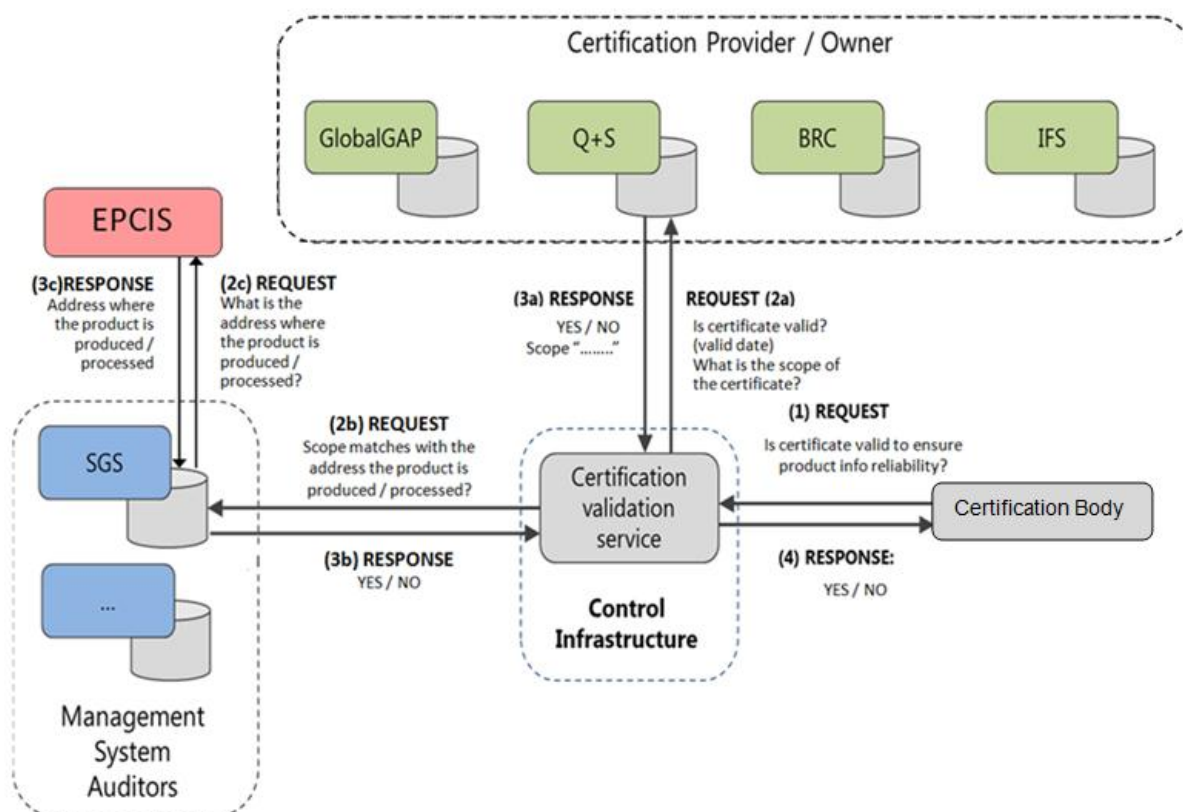 Certification Provider / Owner
GlobalGAP
Q+S
BRC
IFS
EPCIS
(3c)RESPONSE
Address where
the product is
produced /
processed
(2c) REQUEST
What is the
address where
the product is
produced /
processed?
(3a) RESPONSE
YES / NO
Scope "........"
REQUEST (2a)
Is certificate valid?
(valid date)
What is the scope of
the certificate?
(1) REQUEST
Is certificate valid to ensure
product info reliability?
SGS
(2b) REQUEST
Scope matches with the
address the product is
produced / processed?
Certification
validation
service
Certification Body
(3b) RESPONSE
YES / NO
(4) RESPONSE:
YES / NO
...
Control
Infrastructure
Management
System
Auditors